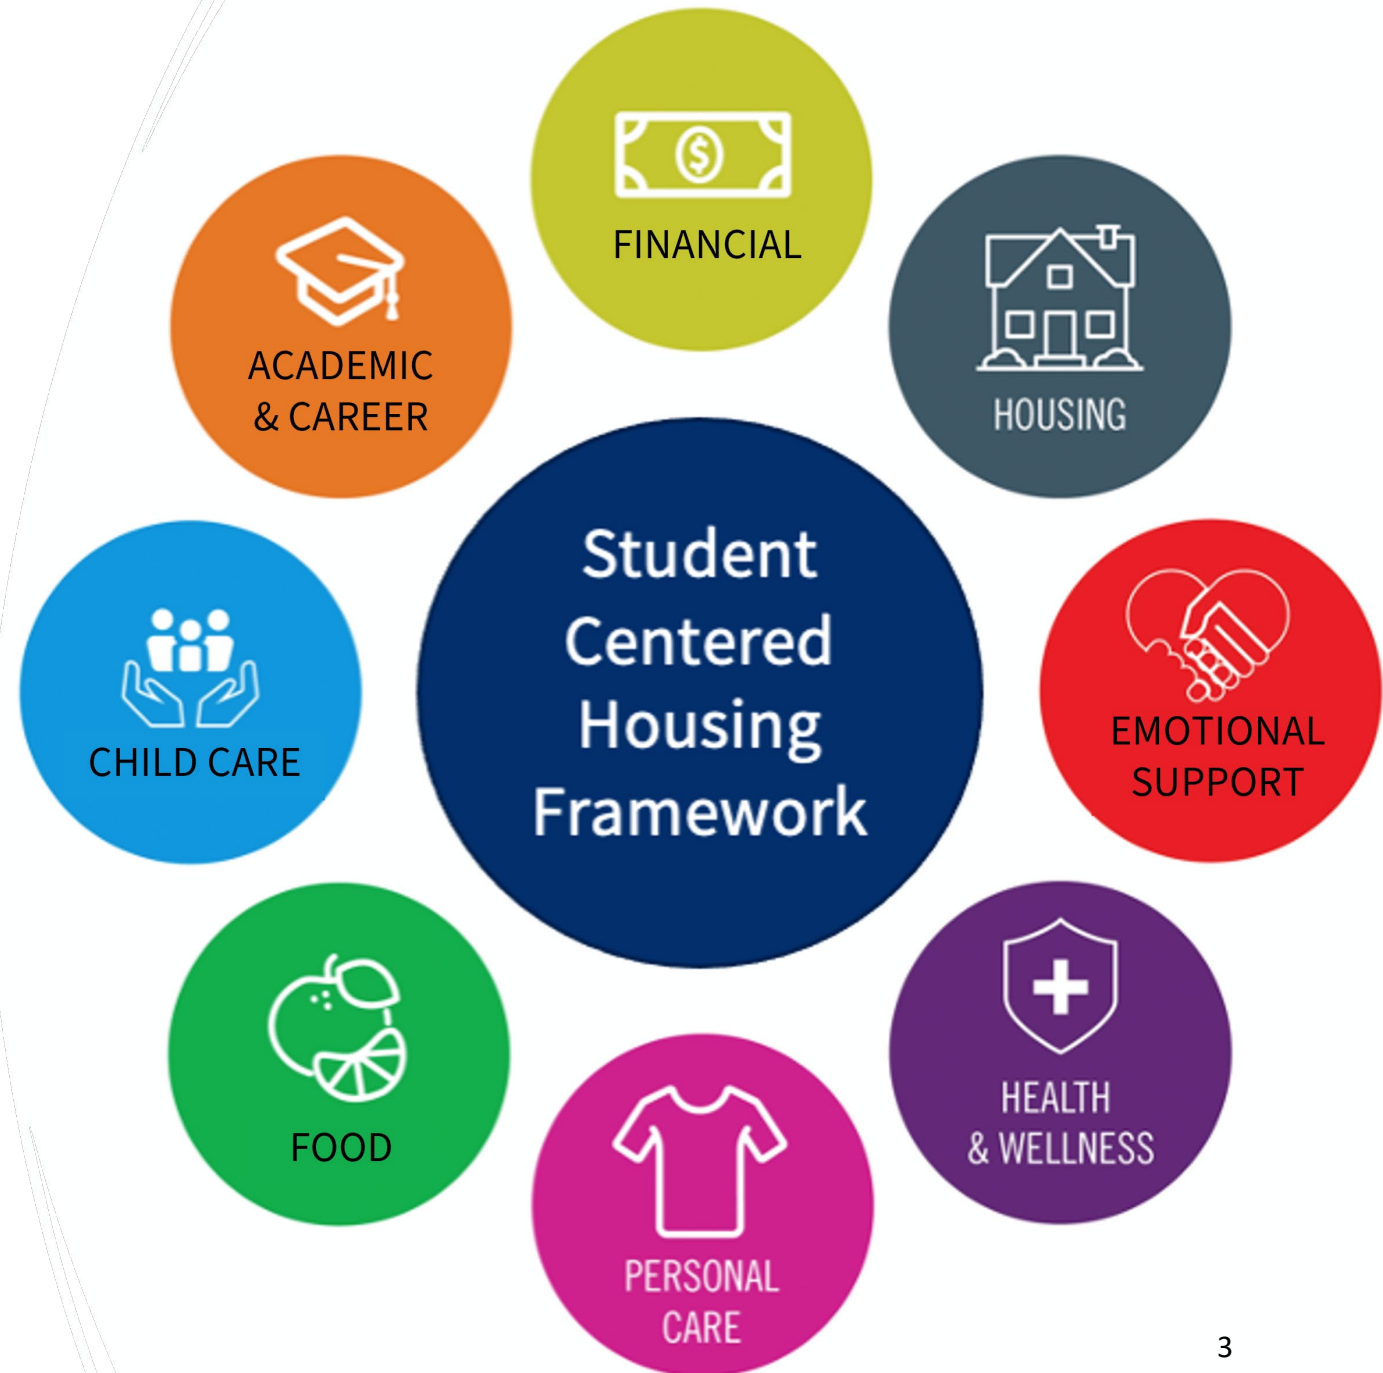 FINANCIAL
HOUSING
ACADEMIC
& CAREER
Student
Centered
Housing
Framework
EMOTIONAL
SUPPORT
CHILD CARE
HEALTH
& WELLNESS
FOOD
PERSONAL
CARE
3